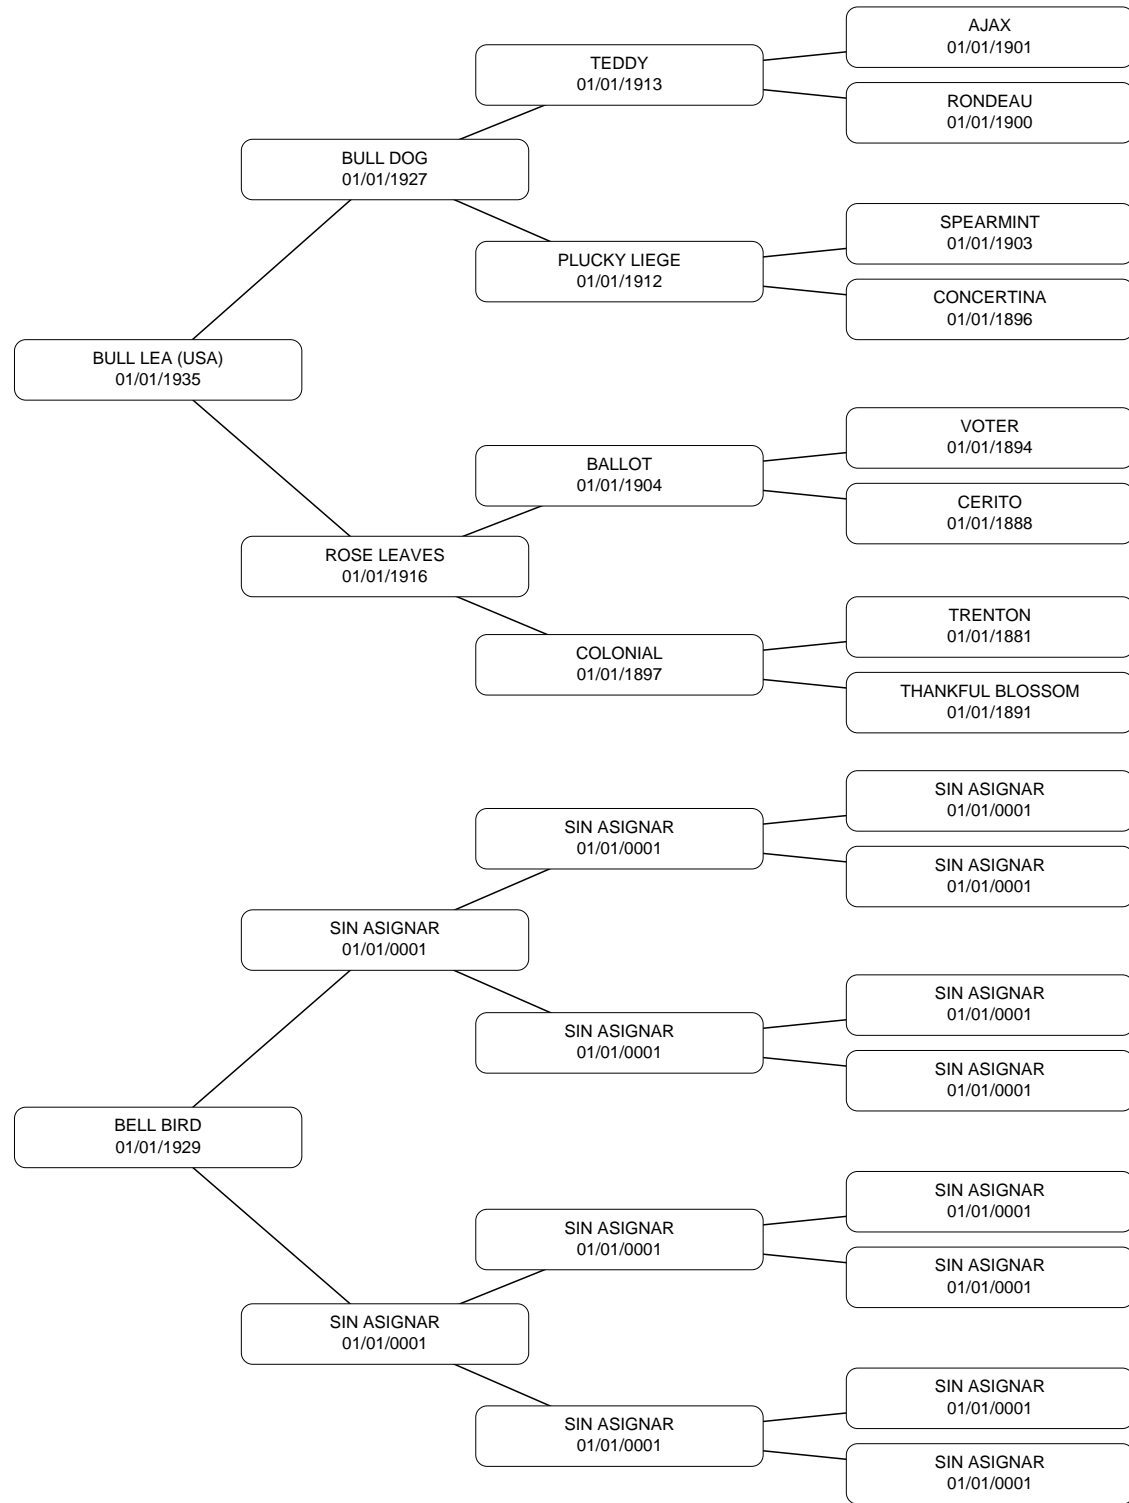 AJAX
01/01/1901
TEDDY
01/01/1913
RONDEAU
01/01/1900
BULL DOG
01/01/1927
SPEARMINT
01/01/1903
PLUCKY LIEGE
01/01/1912
CONCERTINA
01/01/1896
BULL LEA (USA)
01/01/1935
VOTER
01/01/1894
BALLOT
01/01/1904
CERITO
01/01/1888
ROSE LEAVES
01/01/1916
TRENTON
01/01/1881
COLONIAL
01/01/1897
THANKFUL BLOSSOM
01/01/1891
SIN ASIGNAR
01/01/0001
SIN ASIGNAR
01/01/0001
SIN ASIGNAR
01/01/0001
SIN ASIGNAR
01/01/0001
SIN ASIGNAR
01/01/0001
SIN ASIGNAR
01/01/0001
SIN ASIGNAR
01/01/0001
BELL BIRD
01/01/1929
SIN ASIGNAR
01/01/0001
SIN ASIGNAR
01/01/0001
SIN ASIGNAR
01/01/0001
SIN ASIGNAR
01/01/0001
SIN ASIGNAR
01/01/0001
SIN ASIGNAR
01/01/0001
SIN ASIGNAR
01/01/0001